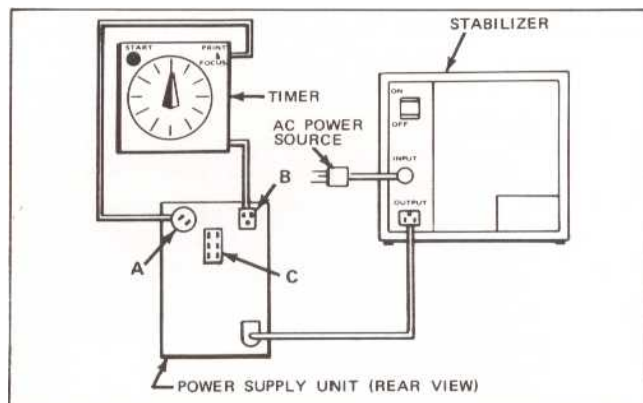 STABILIZER
START
PRINT
&
FOCUS
TIMER
ON
OFF
AC POWER
SOURCE
INPUT
OUTPUT
A
B
C
POWER SUPPLY UNIT (REAR VIEW)